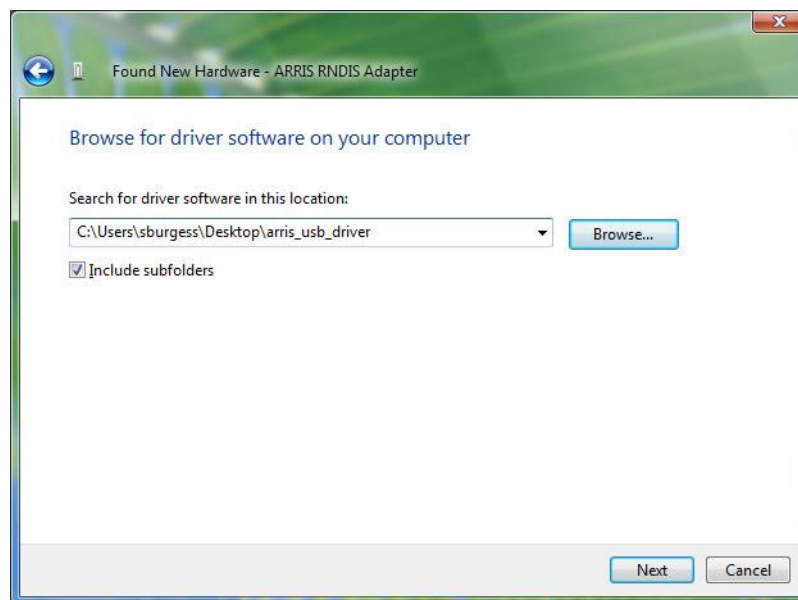 Found New Hardware - ARRIS RNDIS Adapter
Browse for driver software on your computer
Search for driver software in this location:
C:\Users\sburgess\Desktop\arris_usb_driver
Browse...
Include subfolders
Next
Cancel